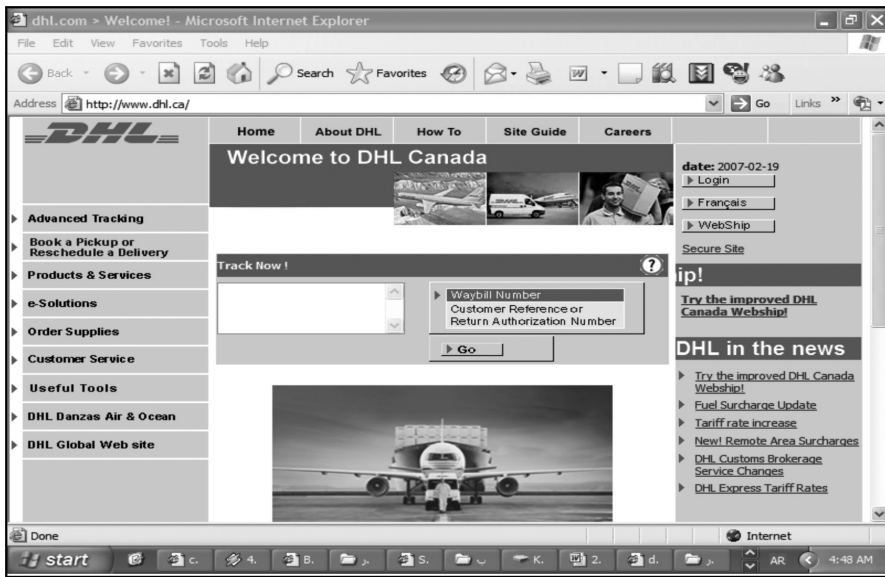 dhl.com > Welcome! - Microsoft Internet Explorer
File Edit View Favorites Tools Help
Back Search Favorites
Address http://www.dhl.ca/ Go Links »
DHL
Home About DHL How To Site Guide Careers
Welcome to DHL Canada
date: 2007-02-19
Login
Français
WebShip
Secure Site
Advanced Tracking
Book a Pickup or
Reschedule a Delivery
Products & Services
e-Solutions
Order Supplies
Customer Service
Useful Tools
DHL Danzas Air & Ocean
DHL Global Web site
Track Now !
?
Waybill Number
Customer Reference or
Return Authorization Number
Go
ip!
Try the improved DHL
Canada Webship!
DHL in the news
Try the improved DHL Canada
Webship!
Fuel Surcharge Update
Tariff rate increase
New! Remote Area Surcharges
DHL Customs Brokerage
Service Changes
DHL Express Tariff Rates
Done Internet
start c. 4. B. S. K. 2. d. AR 4:48 AM